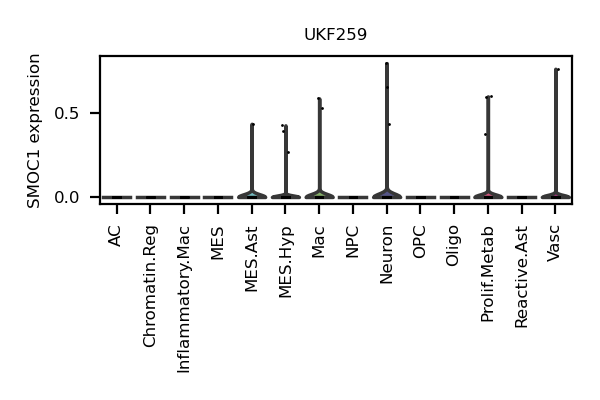 UKF259
SMOC1 expression
0.5
0.0
AC
Chromatin.Reg
Inflammatory.Mac
MES
MES.Ast
MES.Hyp
Mac
NPC
Neuron
OPC
Oligo
Prolif.Metab
Reactive.Ast
Vasc